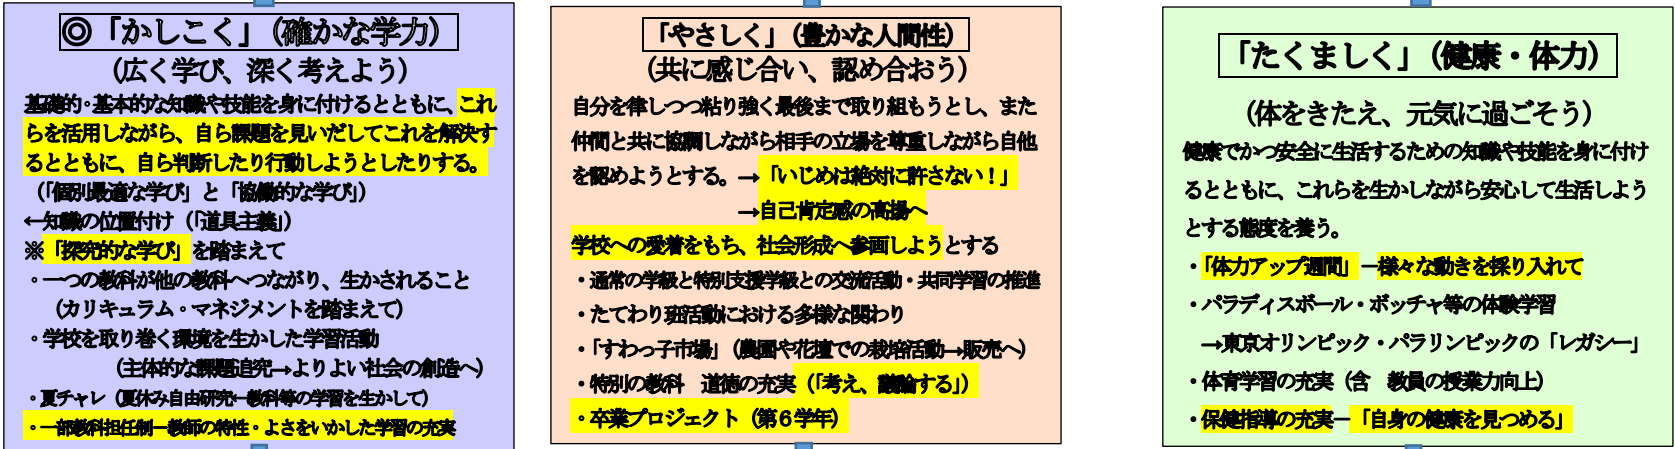 ◎「かしこく」（確かな学力）
（広く学び、深く考えよう）
基礎的・基本的な知識や技能を身に付けるとともに、これ
らを活用しながら、自ら課題を見いだしてこれを解決す
るとともに、自ら判断したり行動しようとしたりする。
（「個別最適な学び」と「協働的な学び」）
←知識の位置付け（「道具主義」）
※「探究的な学び」を踏まえて
・一つの教科が他の教科へつながり、生かされること
（カリキュラム・マネジメントを踏まえて）
・学校を取り巻く環境を生かした学習活動
（主体的な課題追究→よりよい社会の創造へ）
・夏チャレ（夏休み自由研究←教科等の学習を生かして）
・一部教科担任制―教師の特性・よさをいかした学習の充実
「やさしく」（豊かな人間性）
（共に感じ合い、認め合おう）
自分を律しつつ粘り強く最後まで取り組もうとし、また
仲間と共に協調しながら相手の立場を尊重しながら自他
を認めようとする。→「いじめは絶対に許さない！」
→自己肯定感の高揚へ
学校への愛着をもち、社会形成へ参画しようとする
・通常の学級と特別支援学級との交流活動・共同学習の推進
・たてわり班活動における多様な関わり
・「すわっ子市場」（農園や花壇での栽培活動→販売へ）
・特別の教科　道徳の充実（「考え、議論する」）
・卒業プロジェクト（第６学年）
「たくましく」（健康・体力）
（体をきたえ、元気に過ごそう）
健康でかつ安全に生活するための知識や技能を身に付け
るとともに、これらを生かしながら安心して生活しよう
とする態度を養う。
・「体力アップ週間」―様々な動きを採り入れて
・パラディスボール・ボッチャ等の体験学習
→東京オリンピック・パラリンピックの「レガシー」
・体育学習の充実（含　教員の授業力向上）
・保健指導の充実―「自身の健康を見つめる」